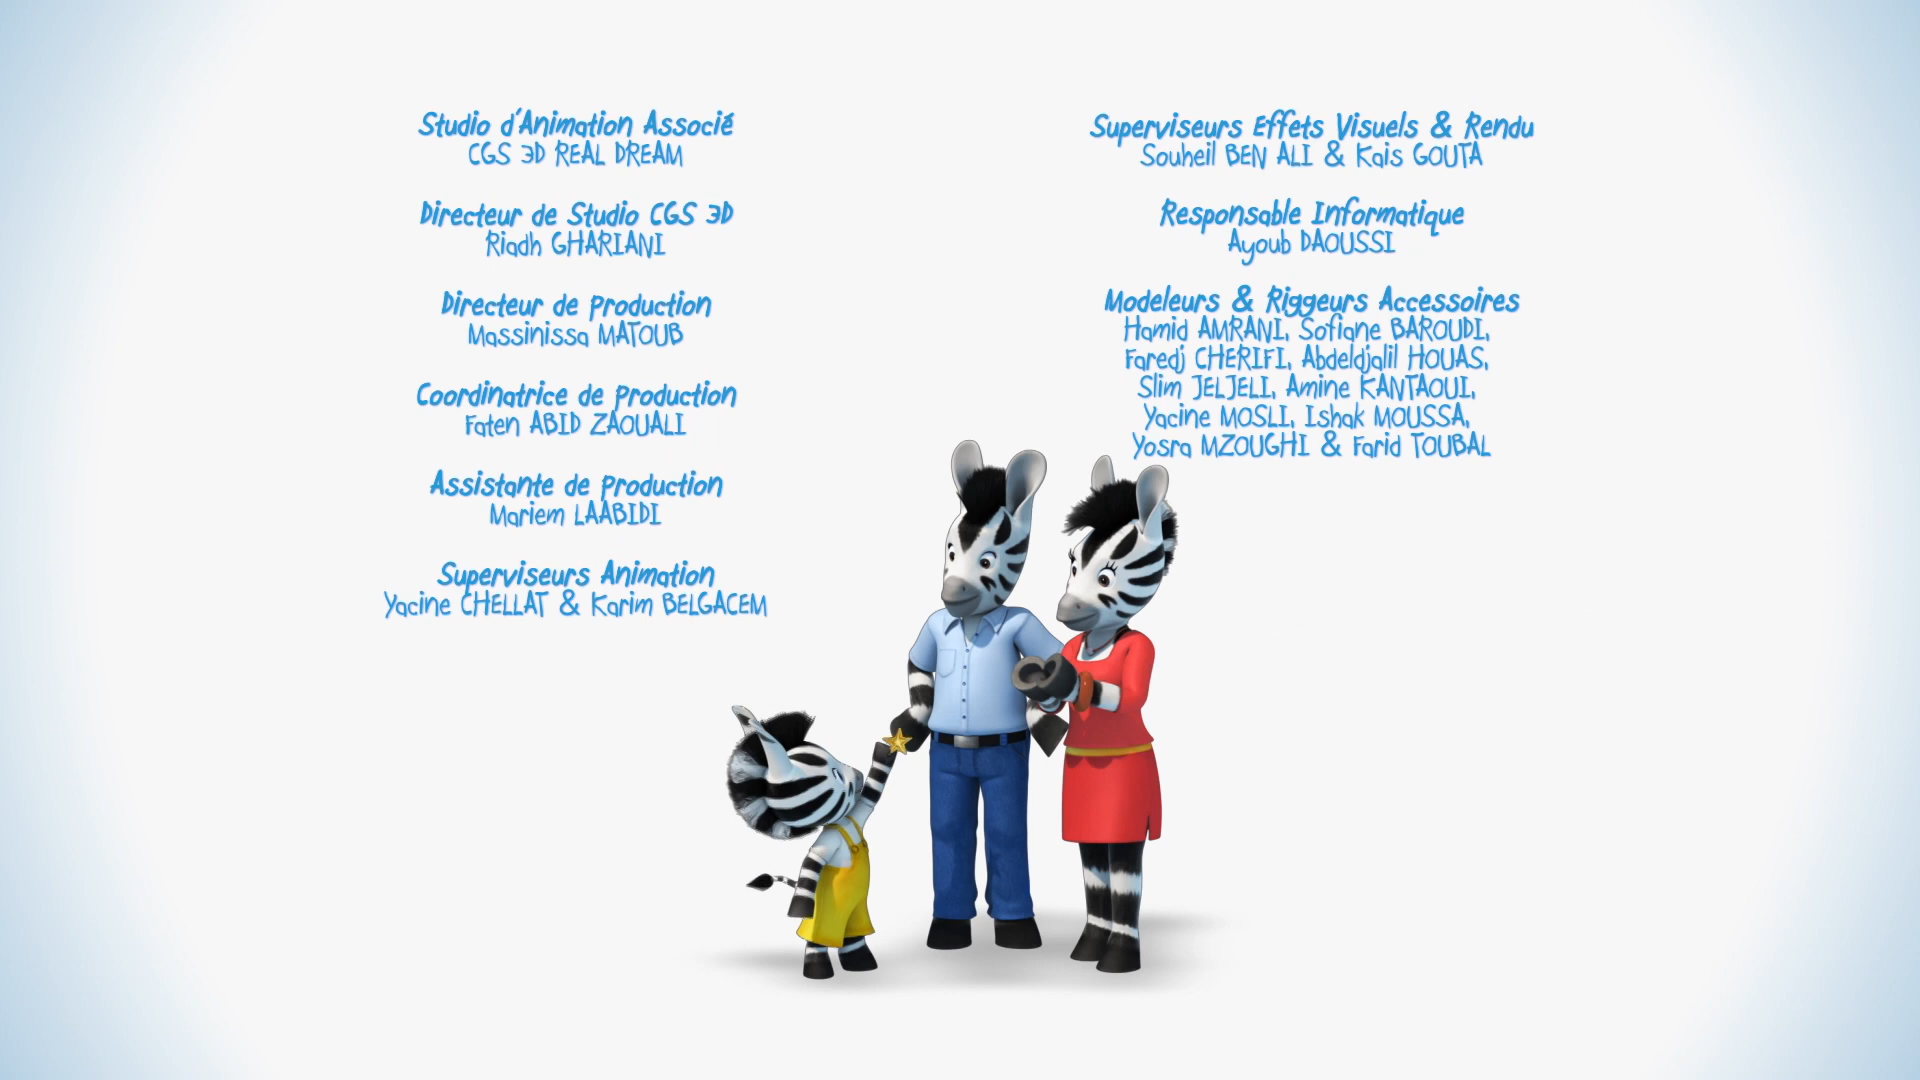 Studio d'Animation Associé
CGS 3D REAL DREAM
Directeur de Studio CGS 3D
Riadh GHARIANI
Directeur de Production
Massinissa MATOUB
Coordinatrice de Production
Faten ABID ZAOUALI
Assistante de Production
Mariem LAABIDI
Superviseurs Animation
Yacine CHELLAT & Karim BELGACEM
Superviseurs Effets Visuels & Rendu
Souheil BEN ALI & Kais GOUTA
Responsable Informatique
Ayoub DAOUSSI
Modeleurs & Riggeurs Accessoires
Hamid AMRANI, Sofiane BAROUDI,
Faredj CHERIFI, Abdeldjalil HOUAS,
Slim JELJELI, Amine KANTAOUI,
Yacine MOSLI, Ishak MOUSSA,
Yosra MZOUGHI & Farid TOUBAL